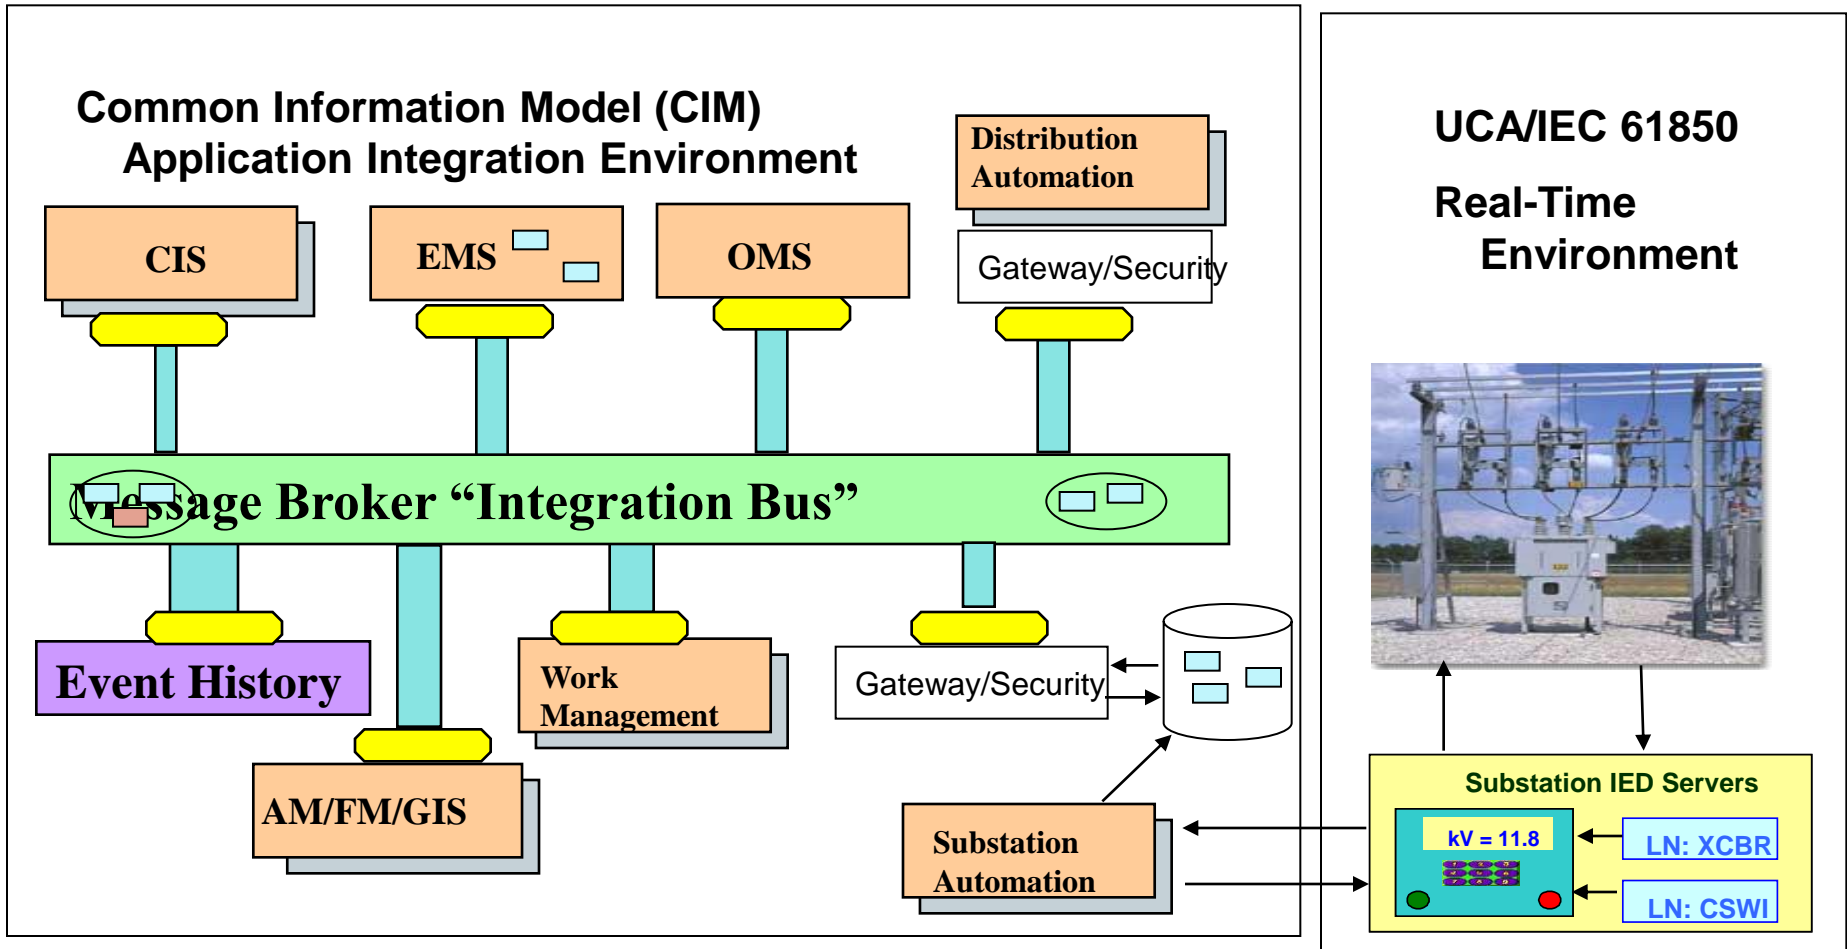 Common Information Model (CIM)
Application Integration Environment
Distribution
Automation
CIS
EMS
OMS
Gateway/Security
Message Broker “Integration Bus”
Event History
Work
Management
Gateway/Security
AM/FM/GIS
Substation
Automation
UCA/IEC 61850
Real-Time
Environment
Substation IED Servers
kV = 11.8
LN: XCBR
LN: CSWI